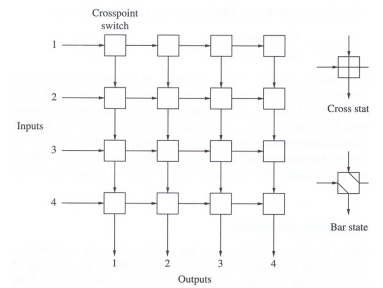 Crosspoint
switch
1
2
Inputs
3
4
1 2 3 4
Outputs
Cross stat
Bar state